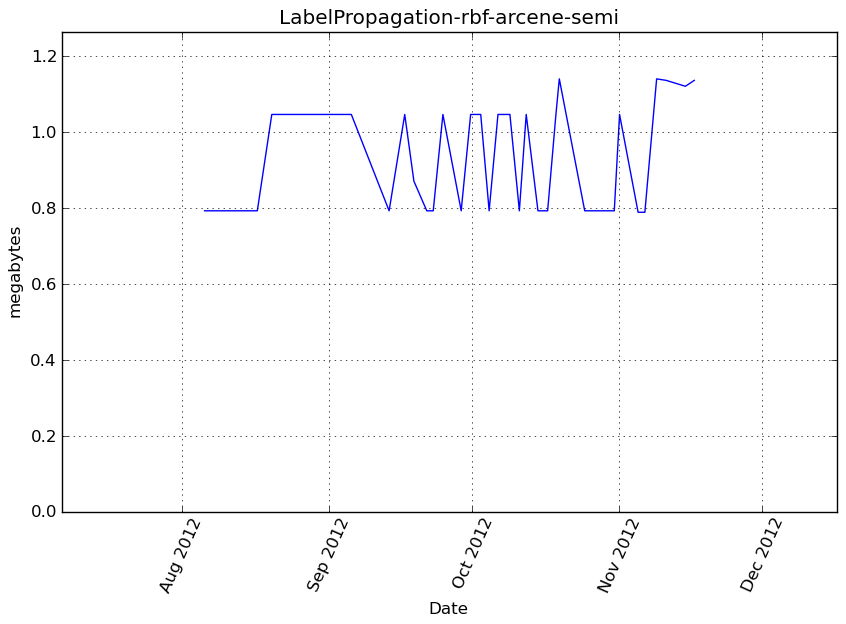 LabelPropagation-rbf-arcene-semi
1.2
1.0
0.8
0.6
0.4
0.2
0.0
megabytes
Aug 2012
Sep 2012
Oct 2012
Nov 2012
Dec 2012
Date